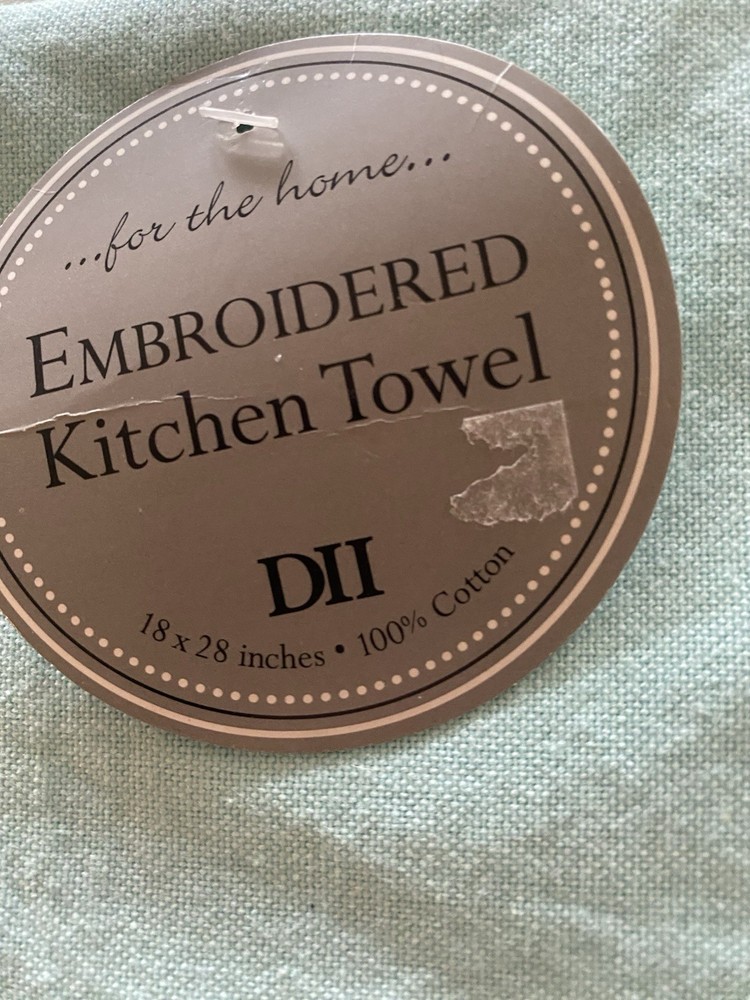 ...for the home...
EMBROIDERED
Kitchen Towel
DII
18 x 28 inches • 100% Cotton